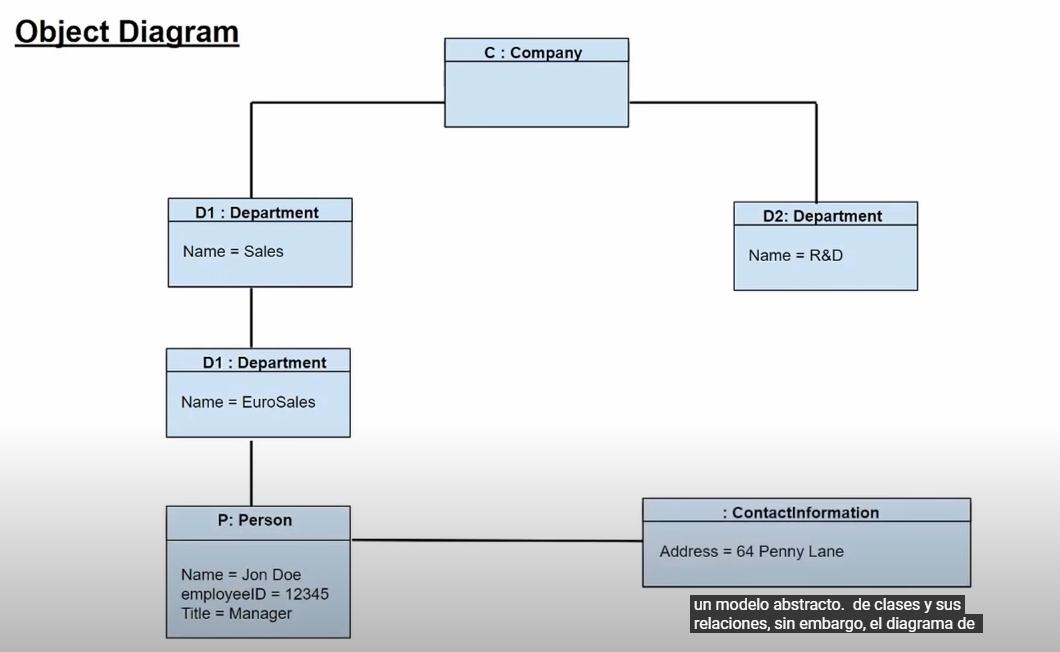 Object Diagram
C : Company
D1 : Department
Name = Sales
D2: Department
Name = R&D
D1 : Department
Name = EuroSales
P: Person
Name = Jon Doe
employeeID = 12345
Title = Manager
: ContactInformation
Address = 64 Penny Lane
un modelo abstracto.  de clases y sus
relaciones, sin embargo, el diagrama de